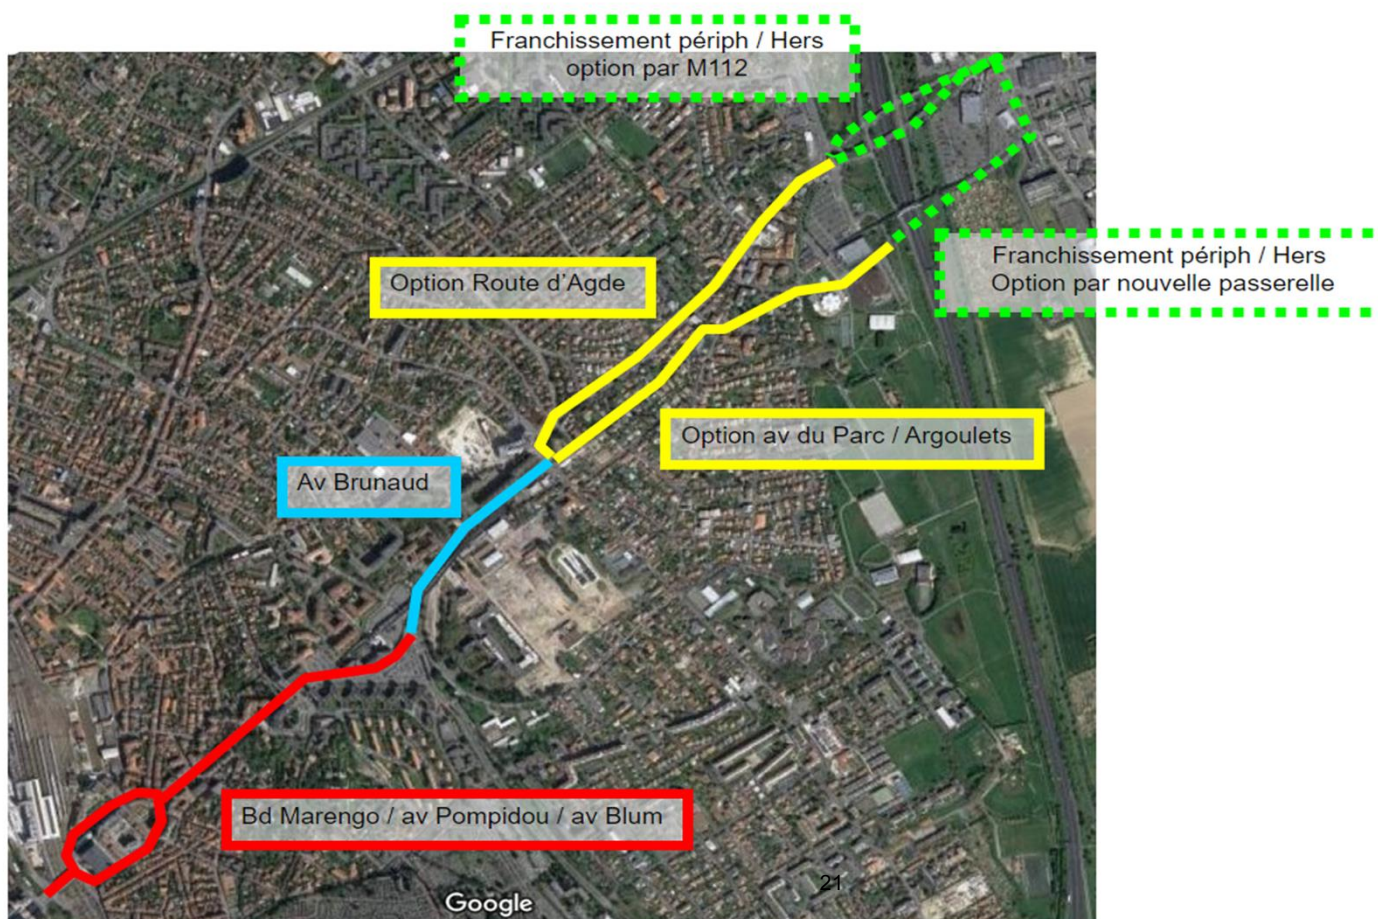 Franchissement périph / Hers
option par M112
Franchissement périph / Hers
Option par nouvelle passerelle
Option Route d'Agde
Option av du Parc / Argoulets
Av Brunaud
Bd Marengo / av Pompidou / av Blum
21
Google